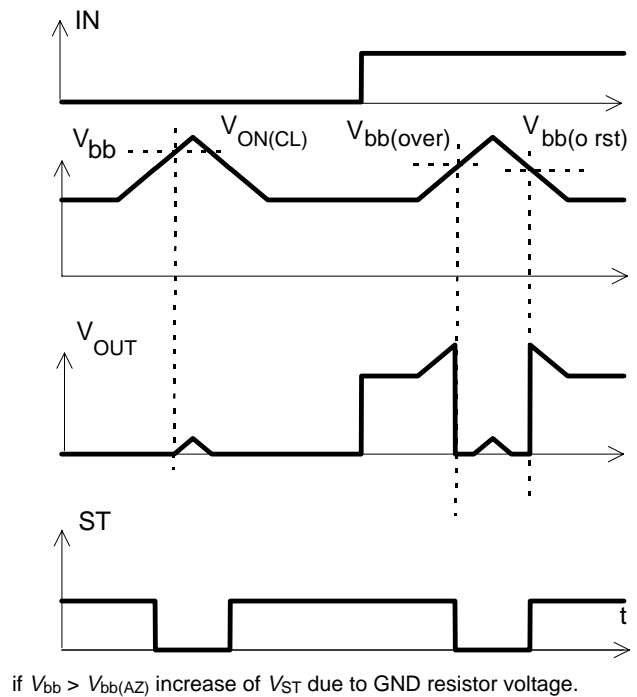 IN
V_bb V_ON(CL) V_bb(over) V_bb(o rst)
V_OUT
ST
t
if V_bb > V_bb(AZ) increase of V_ST due to GND resistor voltage.